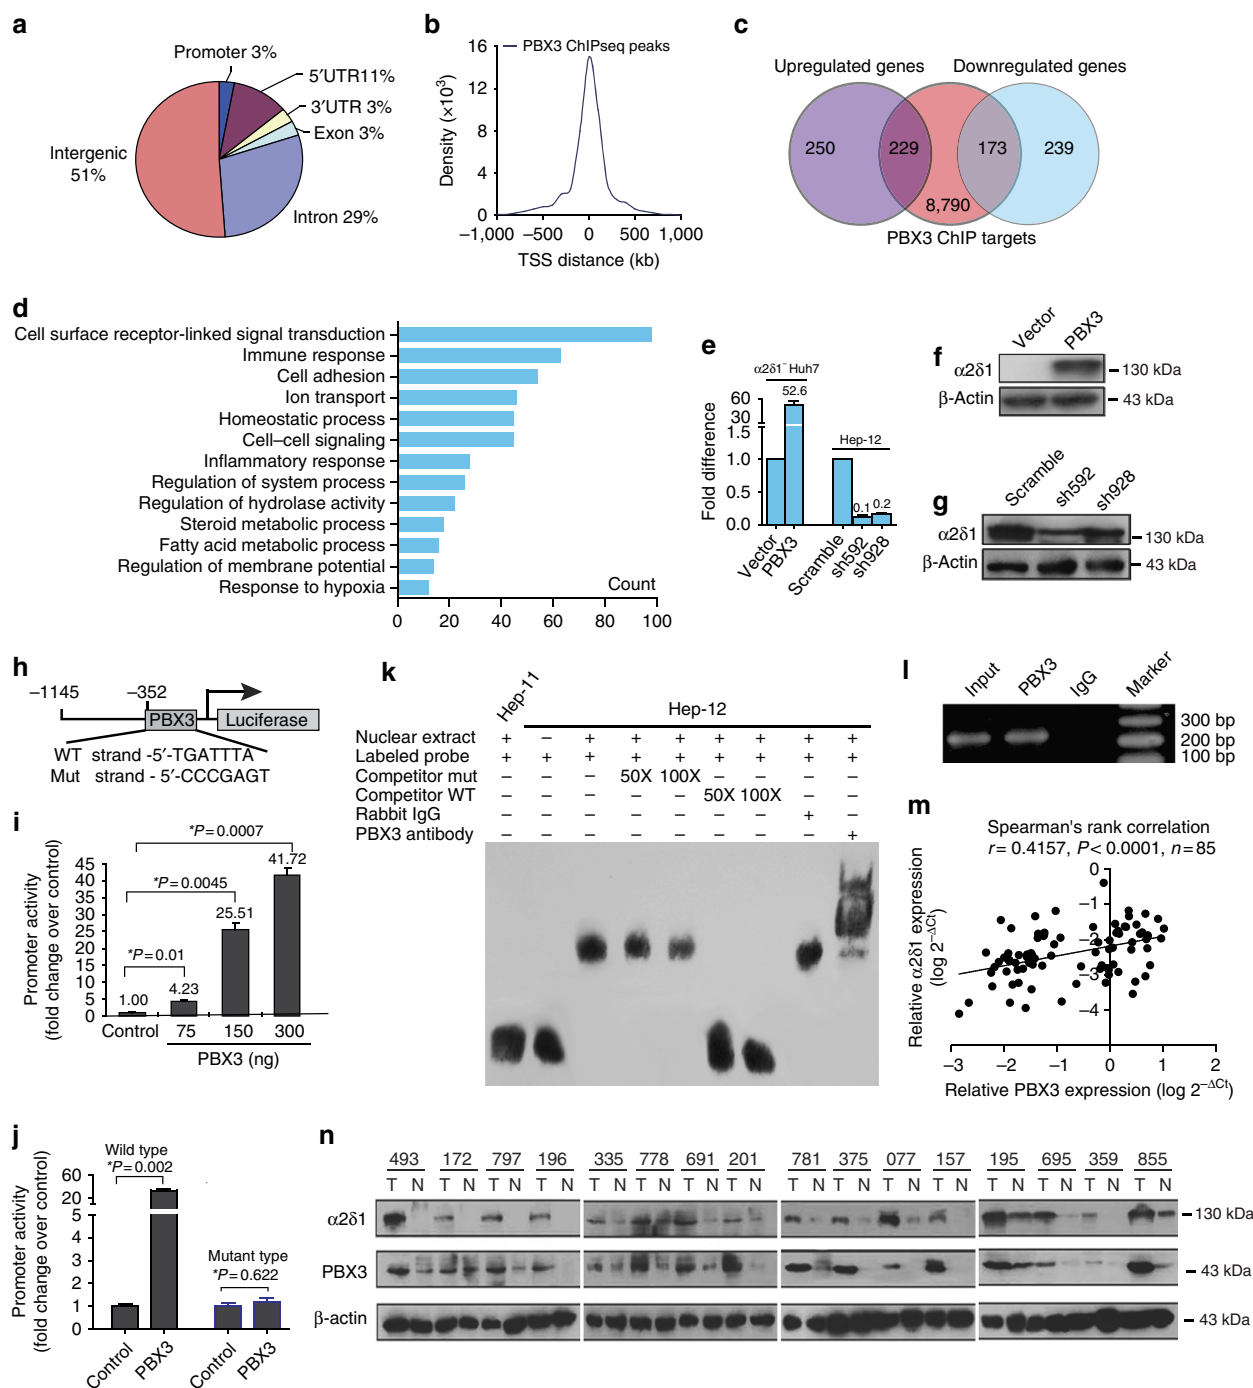 a
Promoter 3%
5′UTR11%
3′UTR 3%
Exon 3%
Intergenic
51%
Intron 29%
b
PBX3 ChIPseq peaks
Density (×10³)
16
12
8
4
0
–1,000 –500 0 500 1,000
TSS distance (kb)
c
Upregulated genes Downregulated genes
250 229 173 239
8,790
PBX3 ChIP targets
d
Cell surface receptor-linked signal transduction
Immune response
Cell adhesion
Ion transport
Homeostatic process
Cell–cell signaling
Inflammatory response
Regulation of system process
Regulation of hydrolase activity
Steroid metabolic process
Fatty acid metabolic process
Regulation of membrane potential
Response to hypoxia
Count
0 20 40 60 80 100
e
α2δ1⁻ Huh7
52.6
Hep-12
0.1 0.2
Fold difference
60
30
1.5
1.0
0.5
0.0
Vector PBX3 Scramble sh592 sh928
f
Vector PBX3
α2δ1 130 kDa
β-Actin 43 kDa
g
Scramble sh592 sh928
α2δ1 130 kDa
β-Actin 43 kDa
h
–1145 –352
PBX3 Luciferase
WT strand -5′-TGATTTA
Mut strand - 5′-CCCGAGT
i
*P = 0.0007
*P = 0.0045
*P = 0.01
1.00 4.23 25.51 41.72
Promoter activity
(fold change over control)
45
40
35
30
25
20
15
10
5
0
Control 75 150 300
PBX3 (ng)
j
Wild type
*P = 0.002
Mutant type
*P = 0.622
Promoter activity
(fold change over control)
60
20
5
4
3
2
1
0
Control PBX3 Control PBX3
k
Hep-11 Hep-12
Nuclear extract + – + + + + + + +
Labeled probe + + + + + + + + +
Competitor mut – – – 50X 100X – – – –
Competitor WT – – – – – 50X 100X – –
Rabbit IgG – – – – – – – + –
PBX3 antibody – – – – – – – – +
l
Input PBX3 IgG Marker
300 bp
200 bp
100 bp
m
Spearman's rank correlation
r = 0.4157, P < 0.0001, n = 85
Relative α2δ1 expression
(log 2⁻ΔCt)
0
–1
–2
–3
–4
–3 –2 –1 0 1 2
Relative PBX3 expression (log 2⁻ΔCt)
n
493 172 797 196 335 778 691 201 781 375 077 157 195 695 359 855
T N T N T N T N T N T N T N T N T N T N T N T N T N T N T N T N
α2δ1 130 kDa
PBX3 43 kDa
β-actin 43 kDa